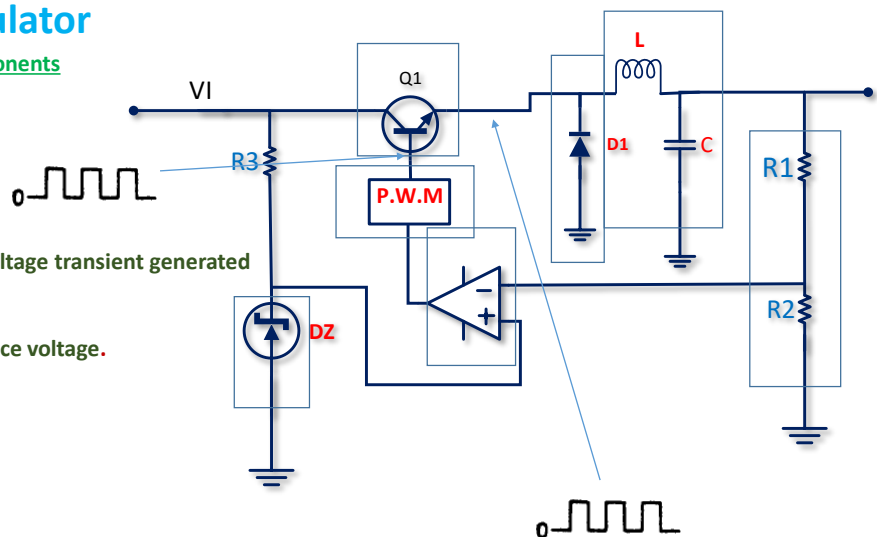 ulator
onents
VI
Q1
L
R3
D1
C
R1
0
P.W.M
ltage transient generated
−
+
R2
DZ
ce voltage.
0